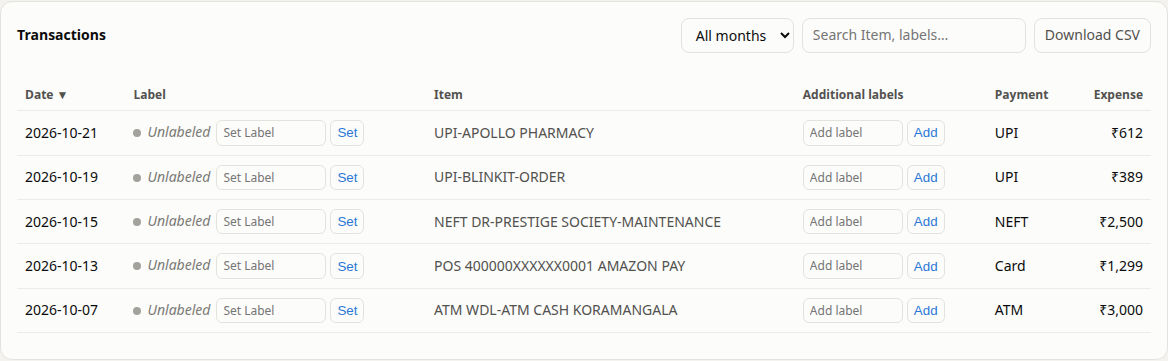 Transactions All months Search Item, labels... Download CSV
Date ▼ Label Item Additional labels Payment Expense
2026-10-21 Unlabeled Set Label Set UPI-APOLLO PHARMACY Add label Add UPI ₹612
2026-10-19 Unlabeled Set Label Set UPI-BLINKIT-ORDER Add label Add UPI ₹389
2026-10-15 Unlabeled Set Label Set NEFT DR-PRESTIGE SOCIETY-MAINTENANCE Add label Add NEFT ₹2,500
2026-10-13 Unlabeled Set Label Set POS 400000XXXXXX0001 AMAZON PAY Add label Add Card ₹1,299
2026-10-07 Unlabeled Set Label Set ATM WDL-ATM CASH KORAMANGALA Add label Add ATM ₹3,000